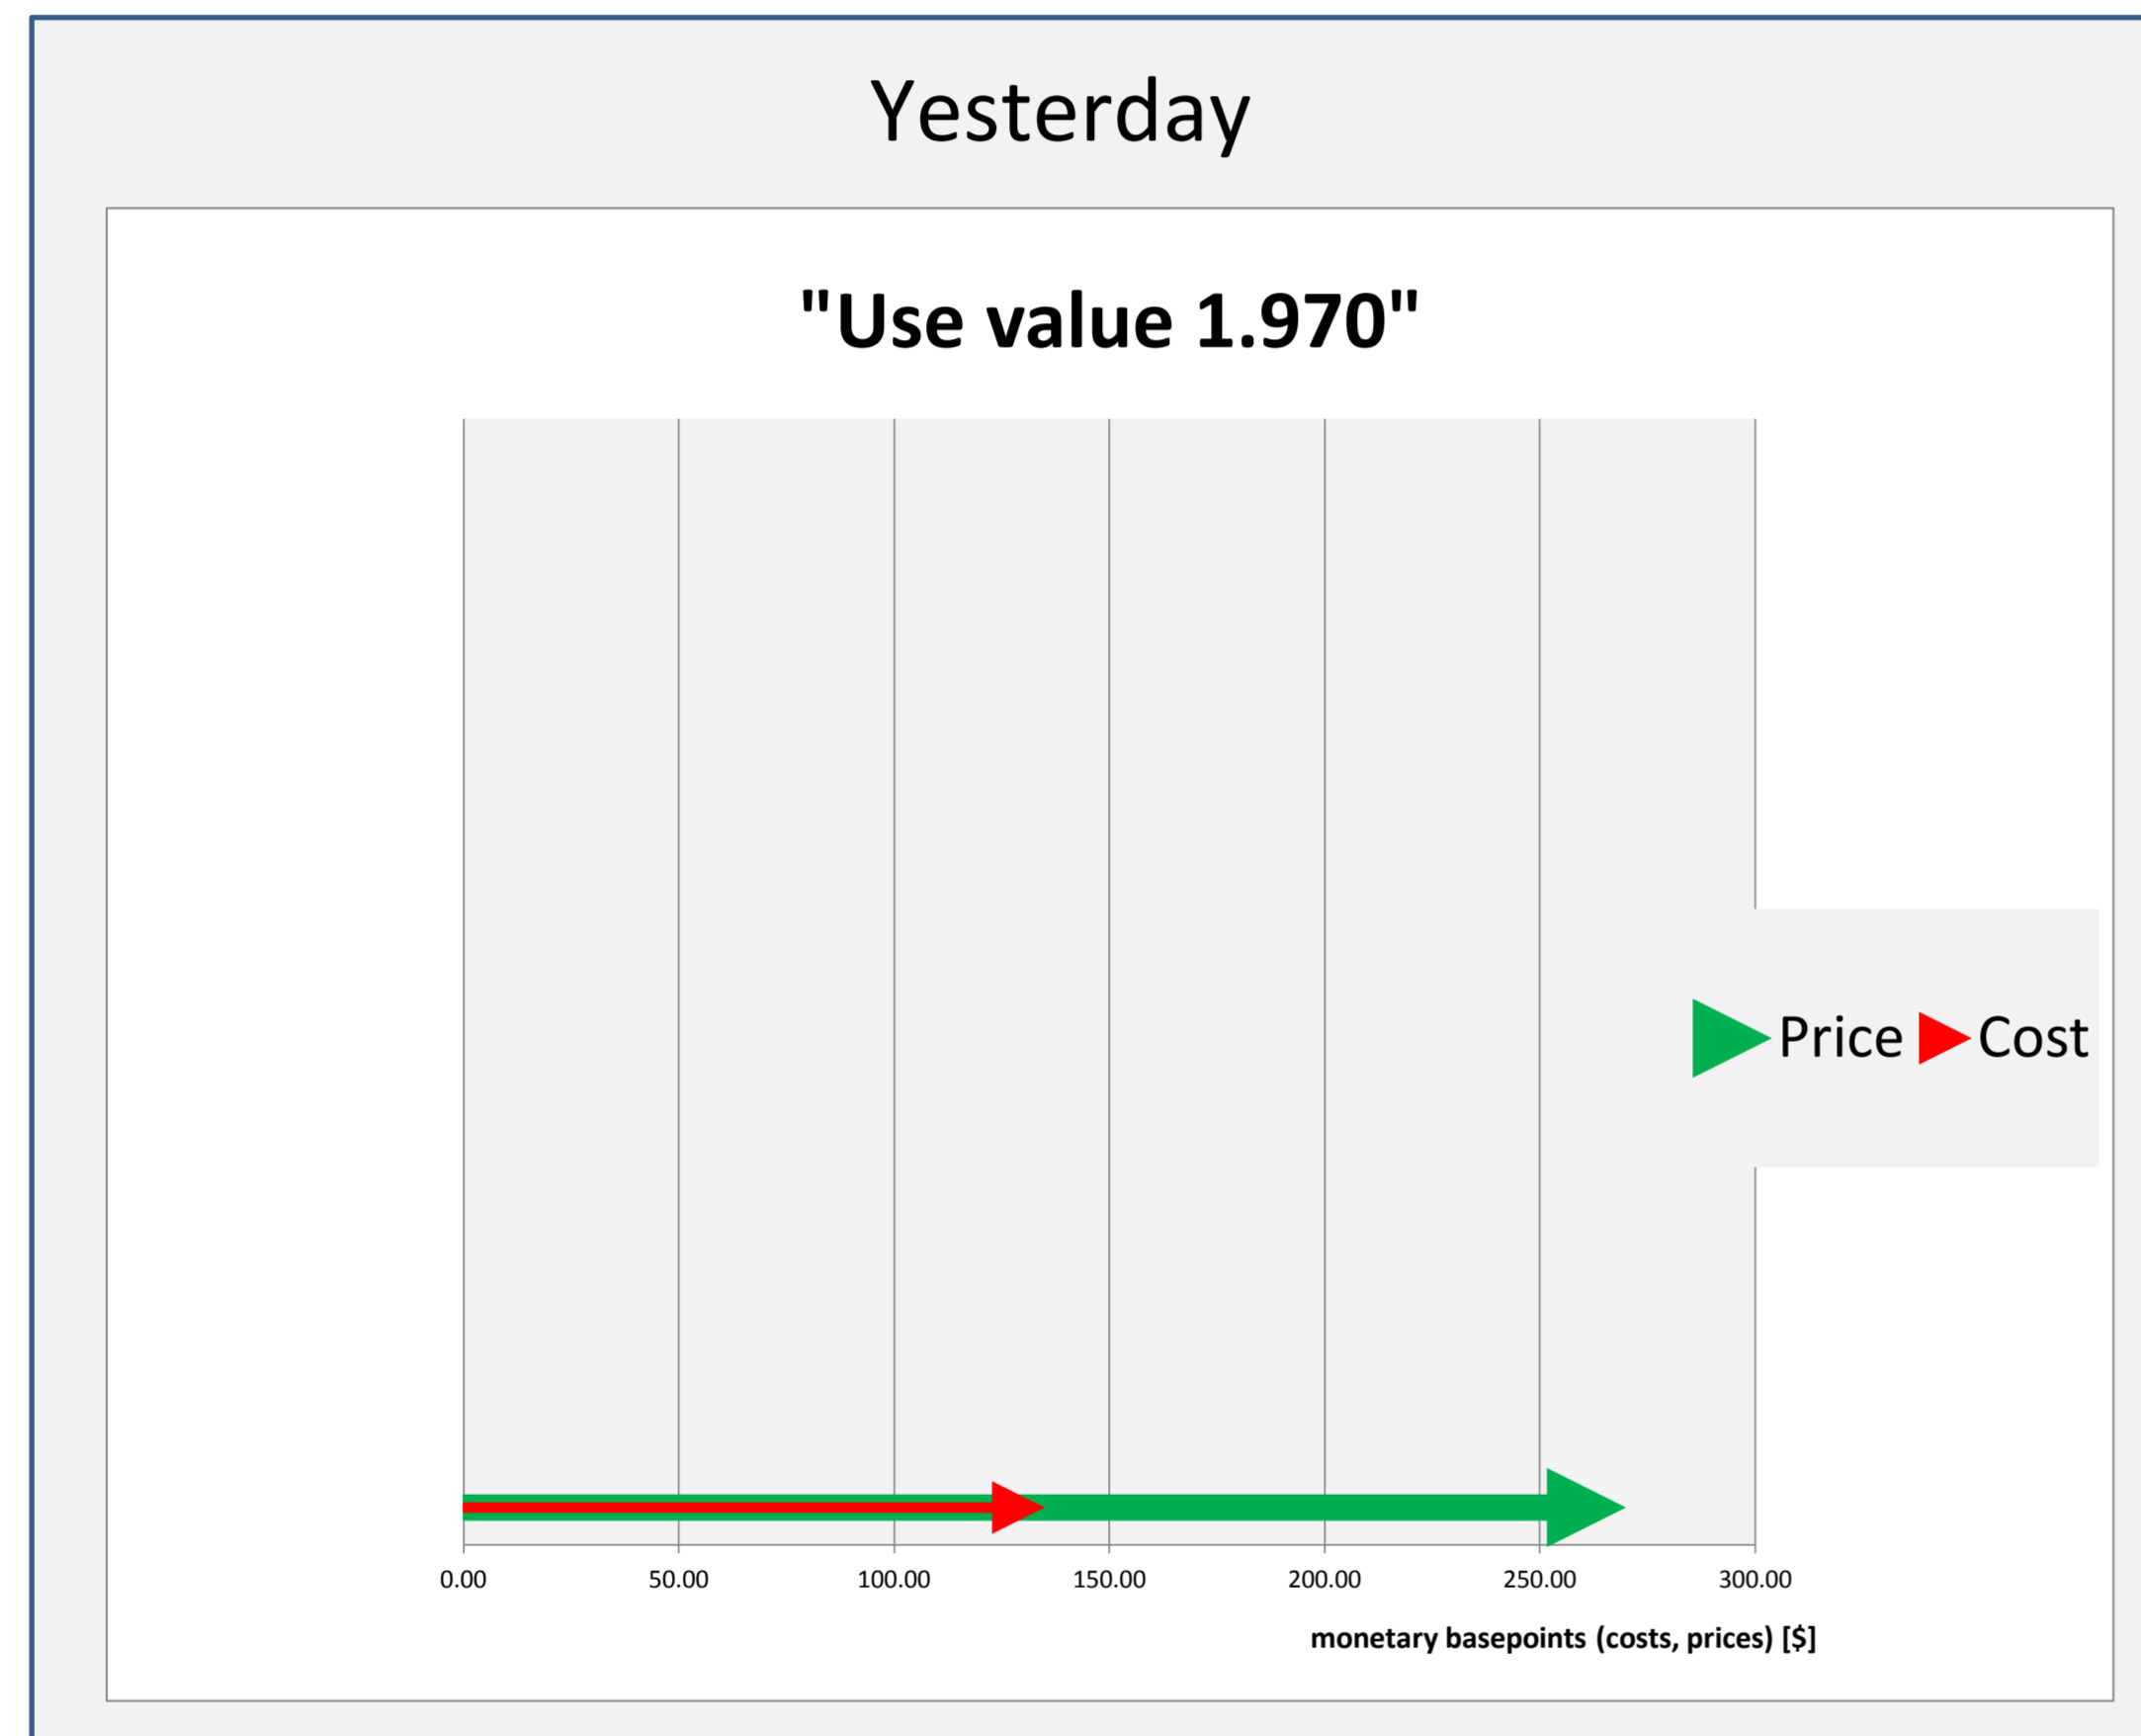 Yesterday
"Use value 1.970"
Price Cost
0.00 50.00 100.00 150.00 200.00 250.00 300.00
monetary basepoints (costs, prices) [$]